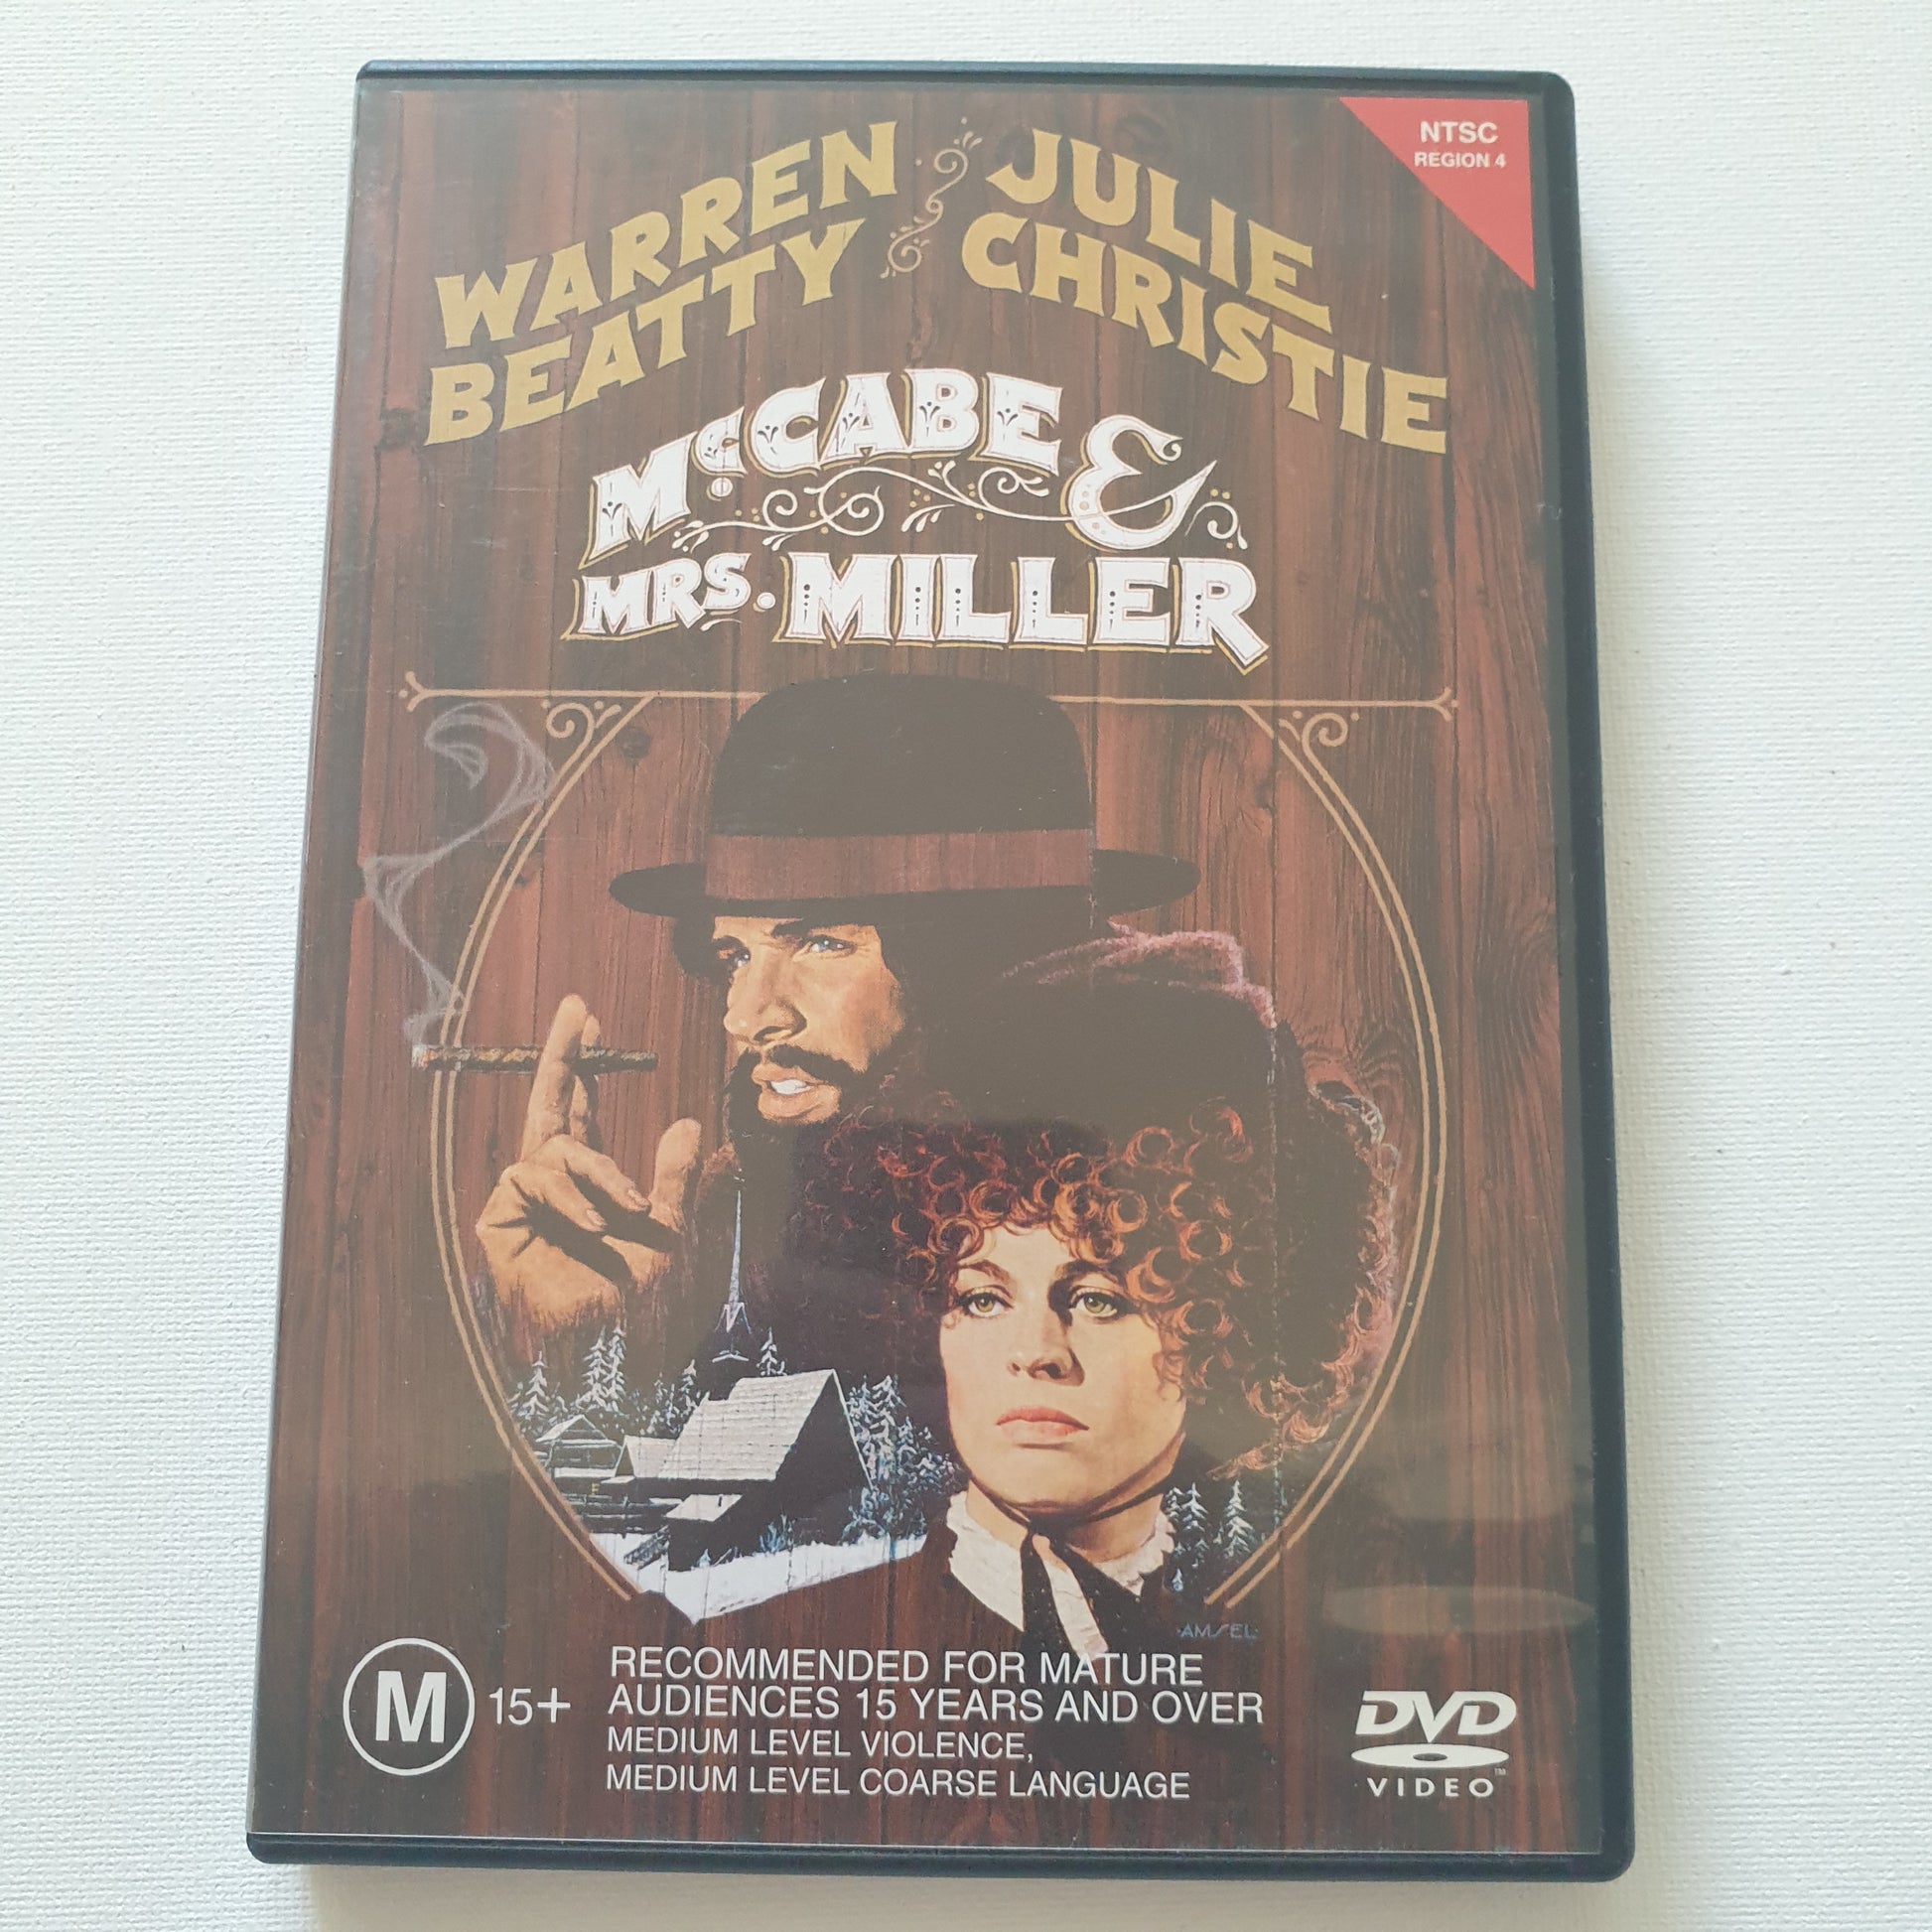 NTSC
REGION 4
WARREN JULIE
BEATTY CHRISTIE
McCABE &
MRS. MILLER
AMSEL
M 15+
RECOMMENDED FOR MATURE
AUDIENCES 15 YEARS AND OVER
MEDIUM LEVEL VIOLENCE,
MEDIUM LEVEL COARSE LANGUAGE
DVD
VIDEO
TM